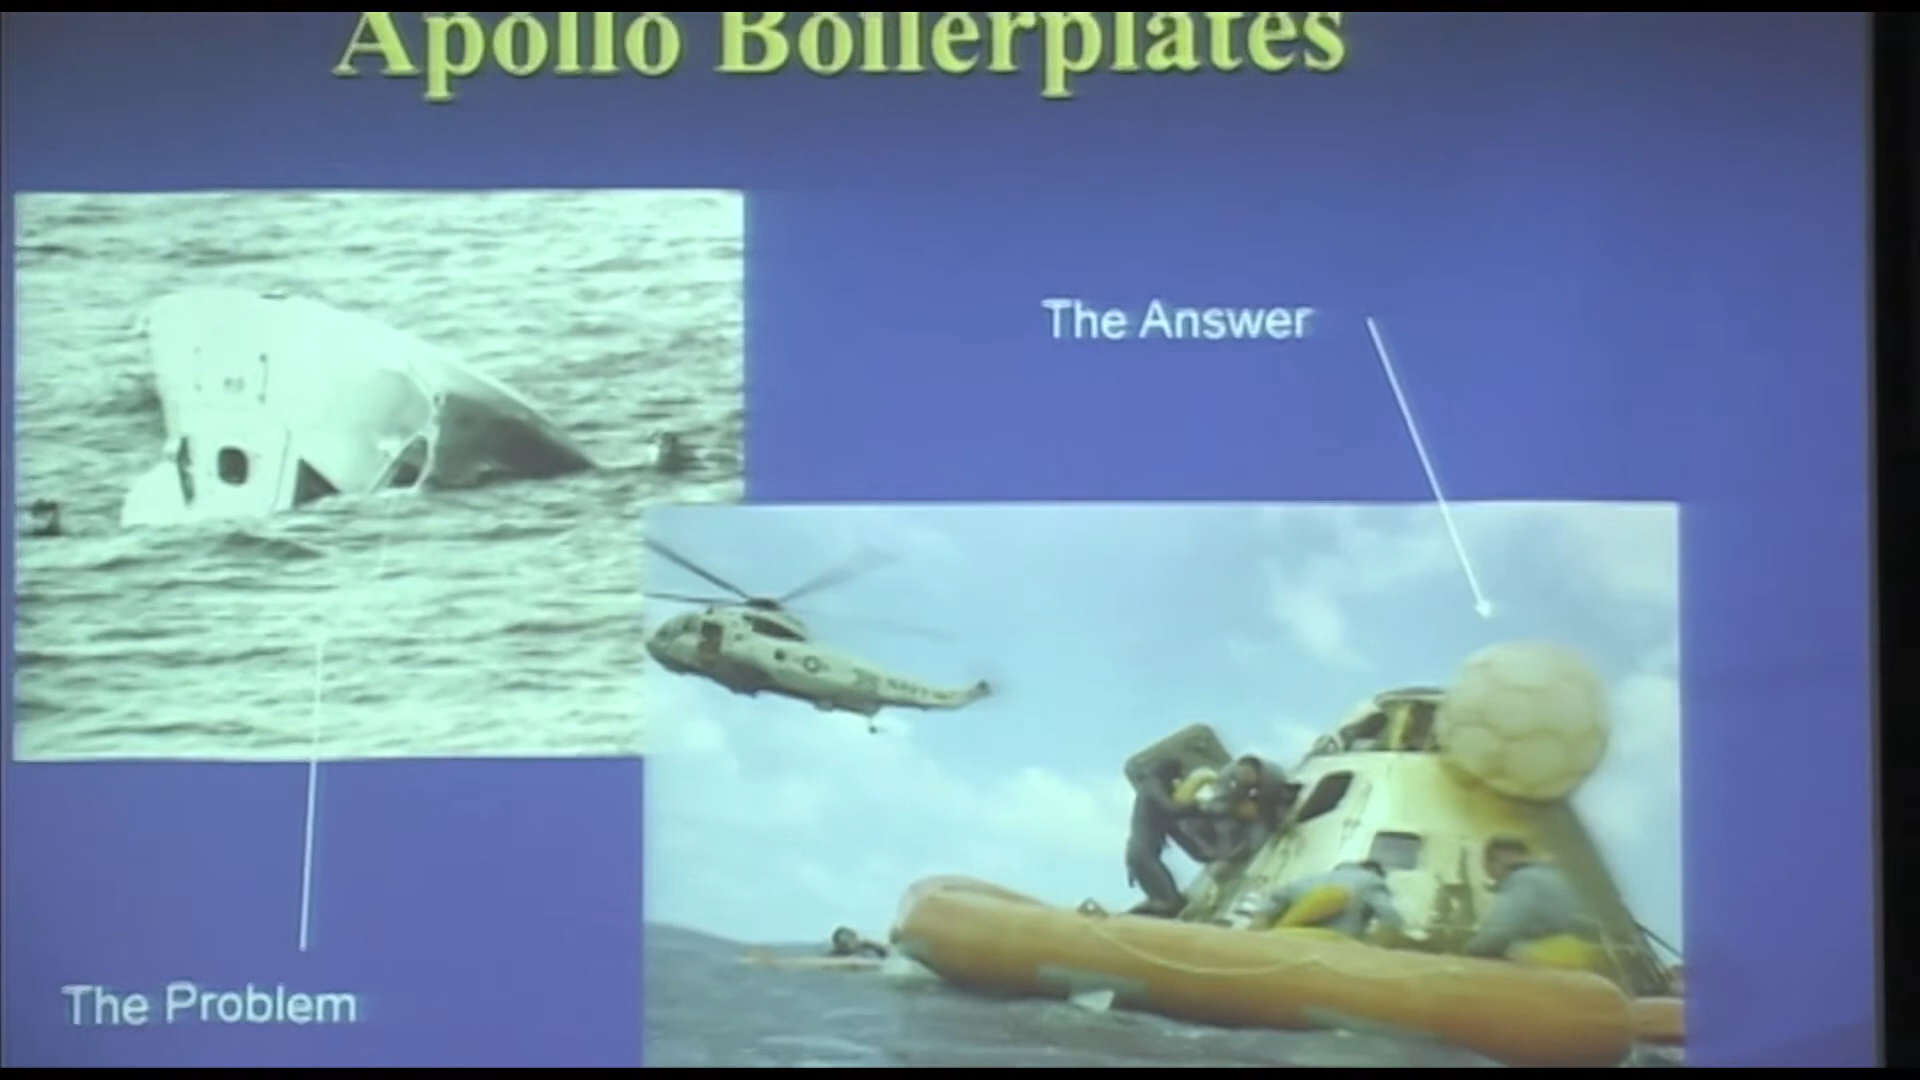 Apollo Boilerplates
The Answer
The Problem